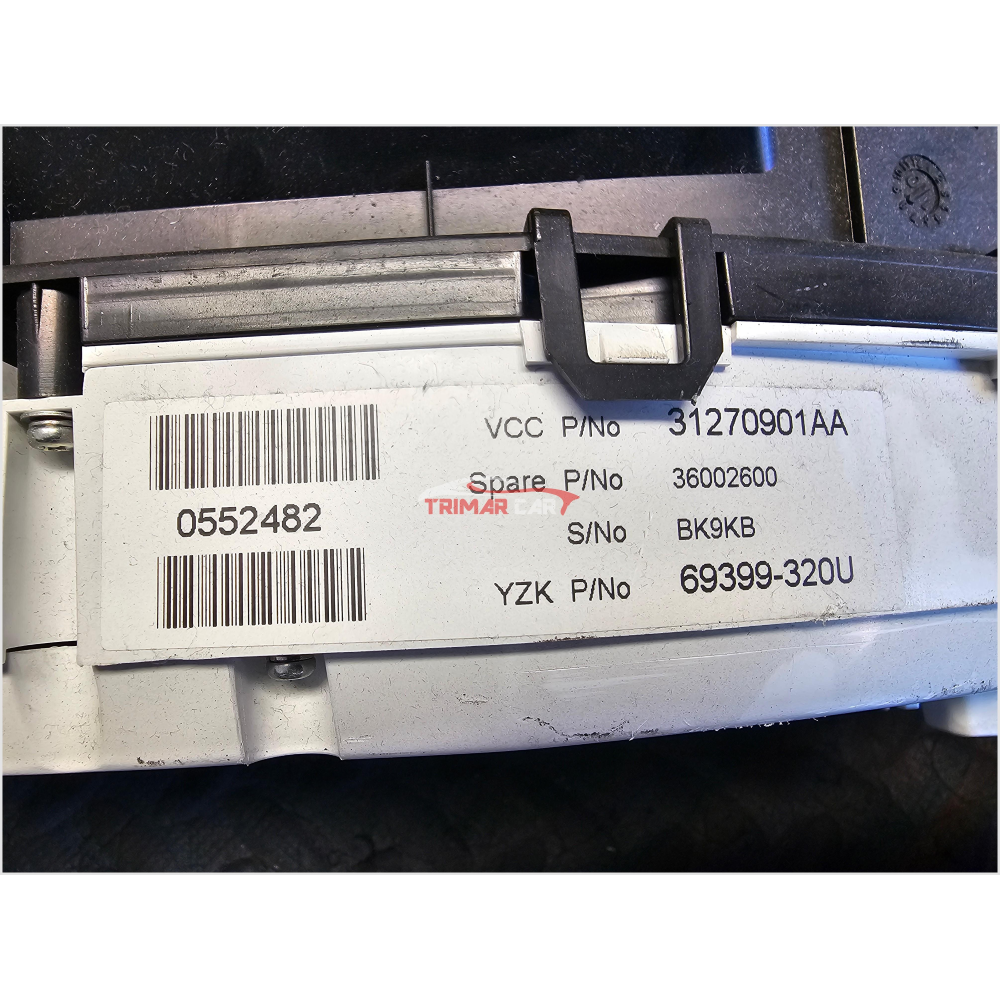 VCC P/No 31270901AA
Spare P/No 36002600
TRIMAR CAR
0552482
S/No BK9KB
YZK P/No 69399-320U